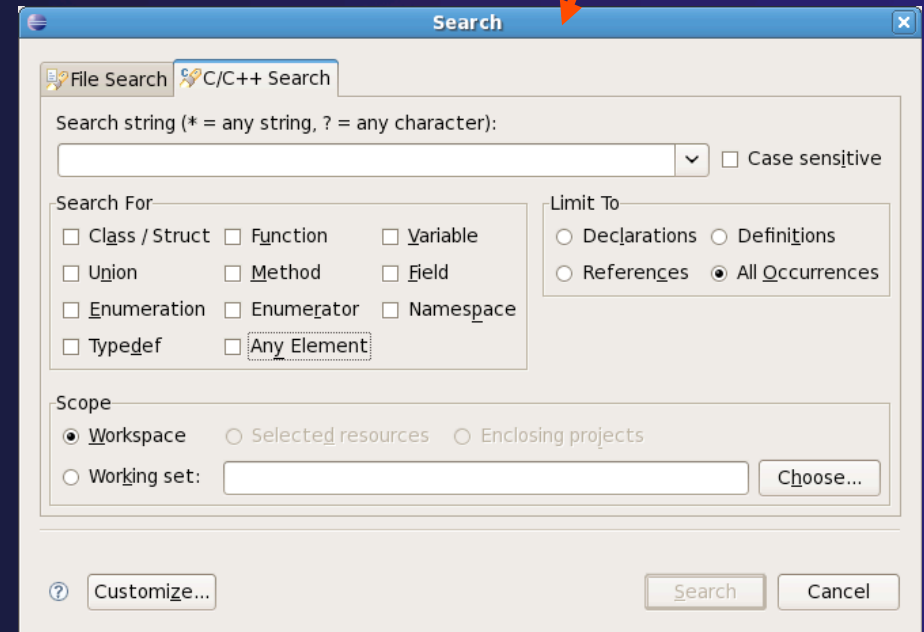 Search
File Search C/C++ Search
Search string (* = any string, ? = any character):
Case sensitive
Search For
Limit To
Class / Struct Function Variable
Declarations Definitions
Union Method Field
References All Occurrences
Enumeration Enumerator Namespace
Typedef Any Element
Scope
Workspace Selected resources Enclosing projects
Working set: Choose...
Customize... Search Cancel